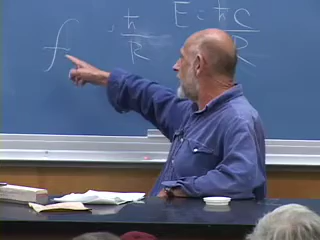 f ħ/R E = ħc/R